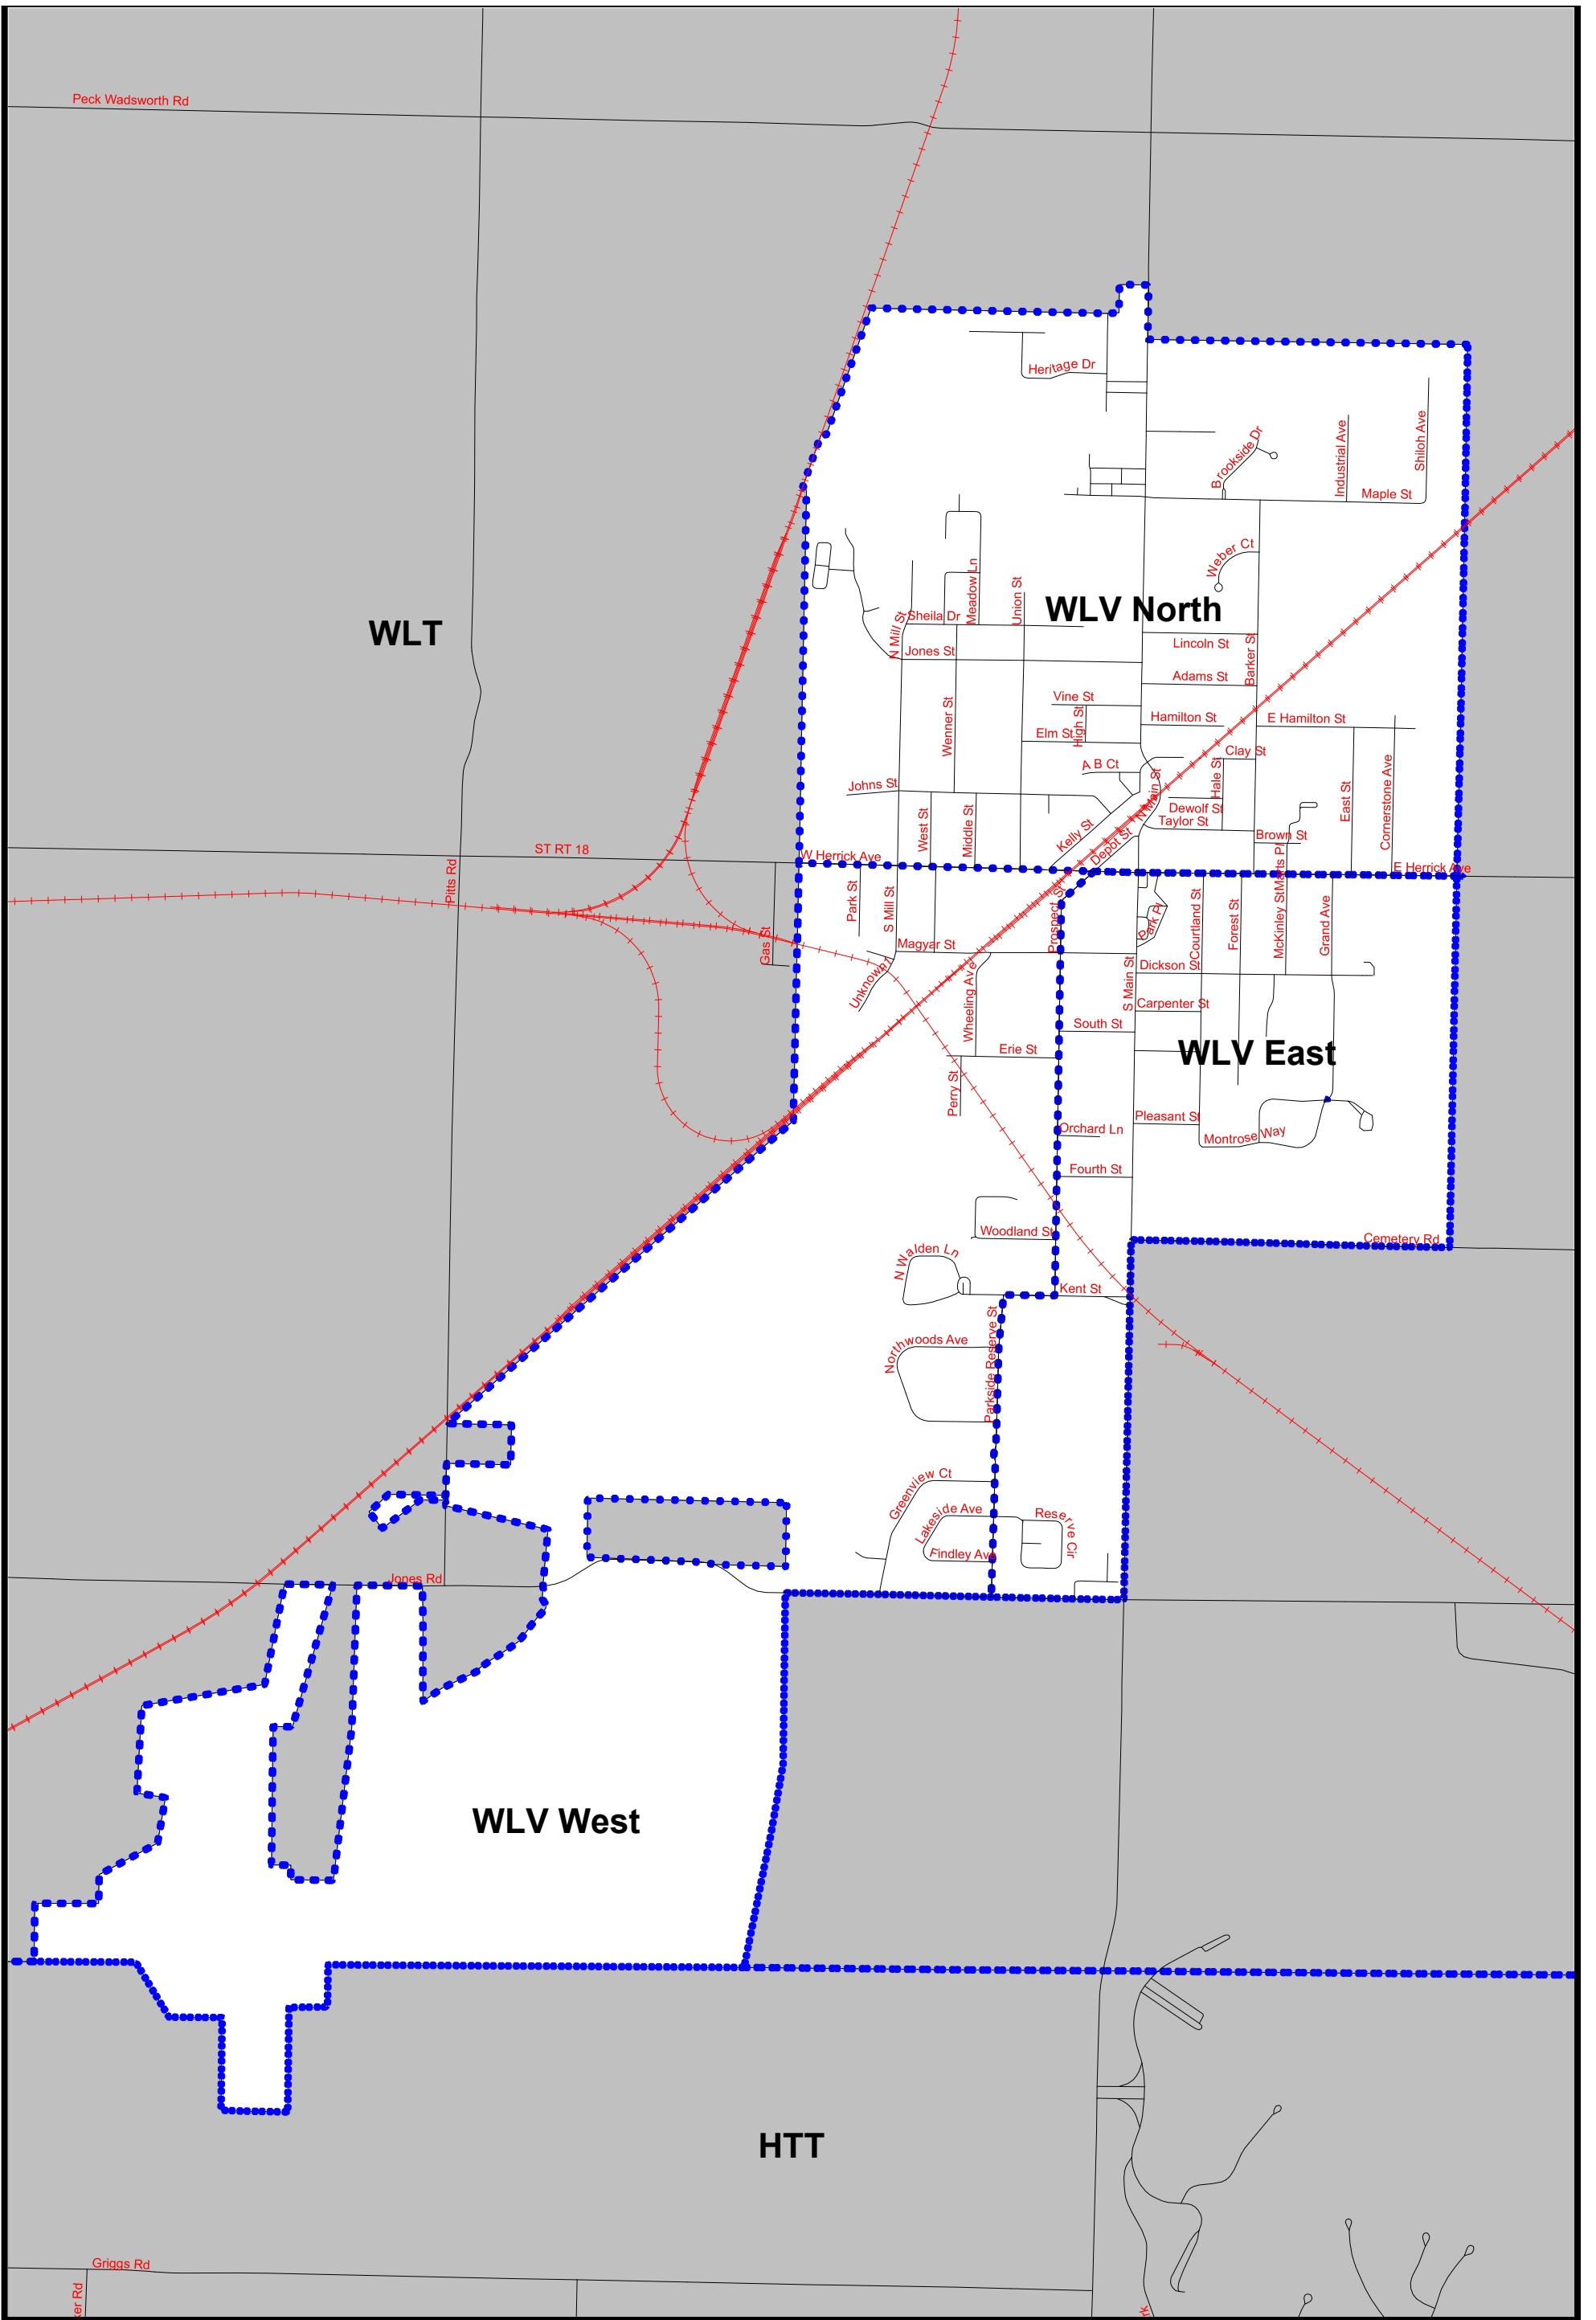 Peck Wadsworth Rd
Heritage Dr
Brookside Dr
Industrial Ave
Shiloh Ave
Maple St
Weber Ct
Meadow Ln
Union St
WLV North
WLT
N Mill St
Sheila Dr
Jones St
Lincoln St
Barker St
Adams St
Vine St
High St
Wenner St
Hamilton St
E Hamilton St
Elm St
Clay St
A B Ct
Hale St
N Main St
Johns St
East St
Cornerstone Ave
Dewolf St
Taylor St
West St
Middle St
Kelly St
Depot St
Brown St
ST RT 18
W Herrick Ave
E Herrick Ave
Pitts Rd
Marts Pl
Park St
S Mill St
Prospect St
Park Pl
Courtland St
Forest St
McKinley St
Grand Ave
Gas St
Magyar St
Unknown1
Wheeling Ave
S Main St
Dickson St
Carpenter St
South St
WLV East
Erie St
Perry St
Orchard Ln
Pleasant St
Montrose Way
Fourth St
Woodland St
Cemetery Rd
N Walden Ln
Kent St
Northwoods Ave
Parkside Reserve St
Greenview Ct
Lakeside Ave
Reserve Cir
Findley Ave
Jones Rd
WLV West
HTT
Griggs Rd
ker Rd
rk